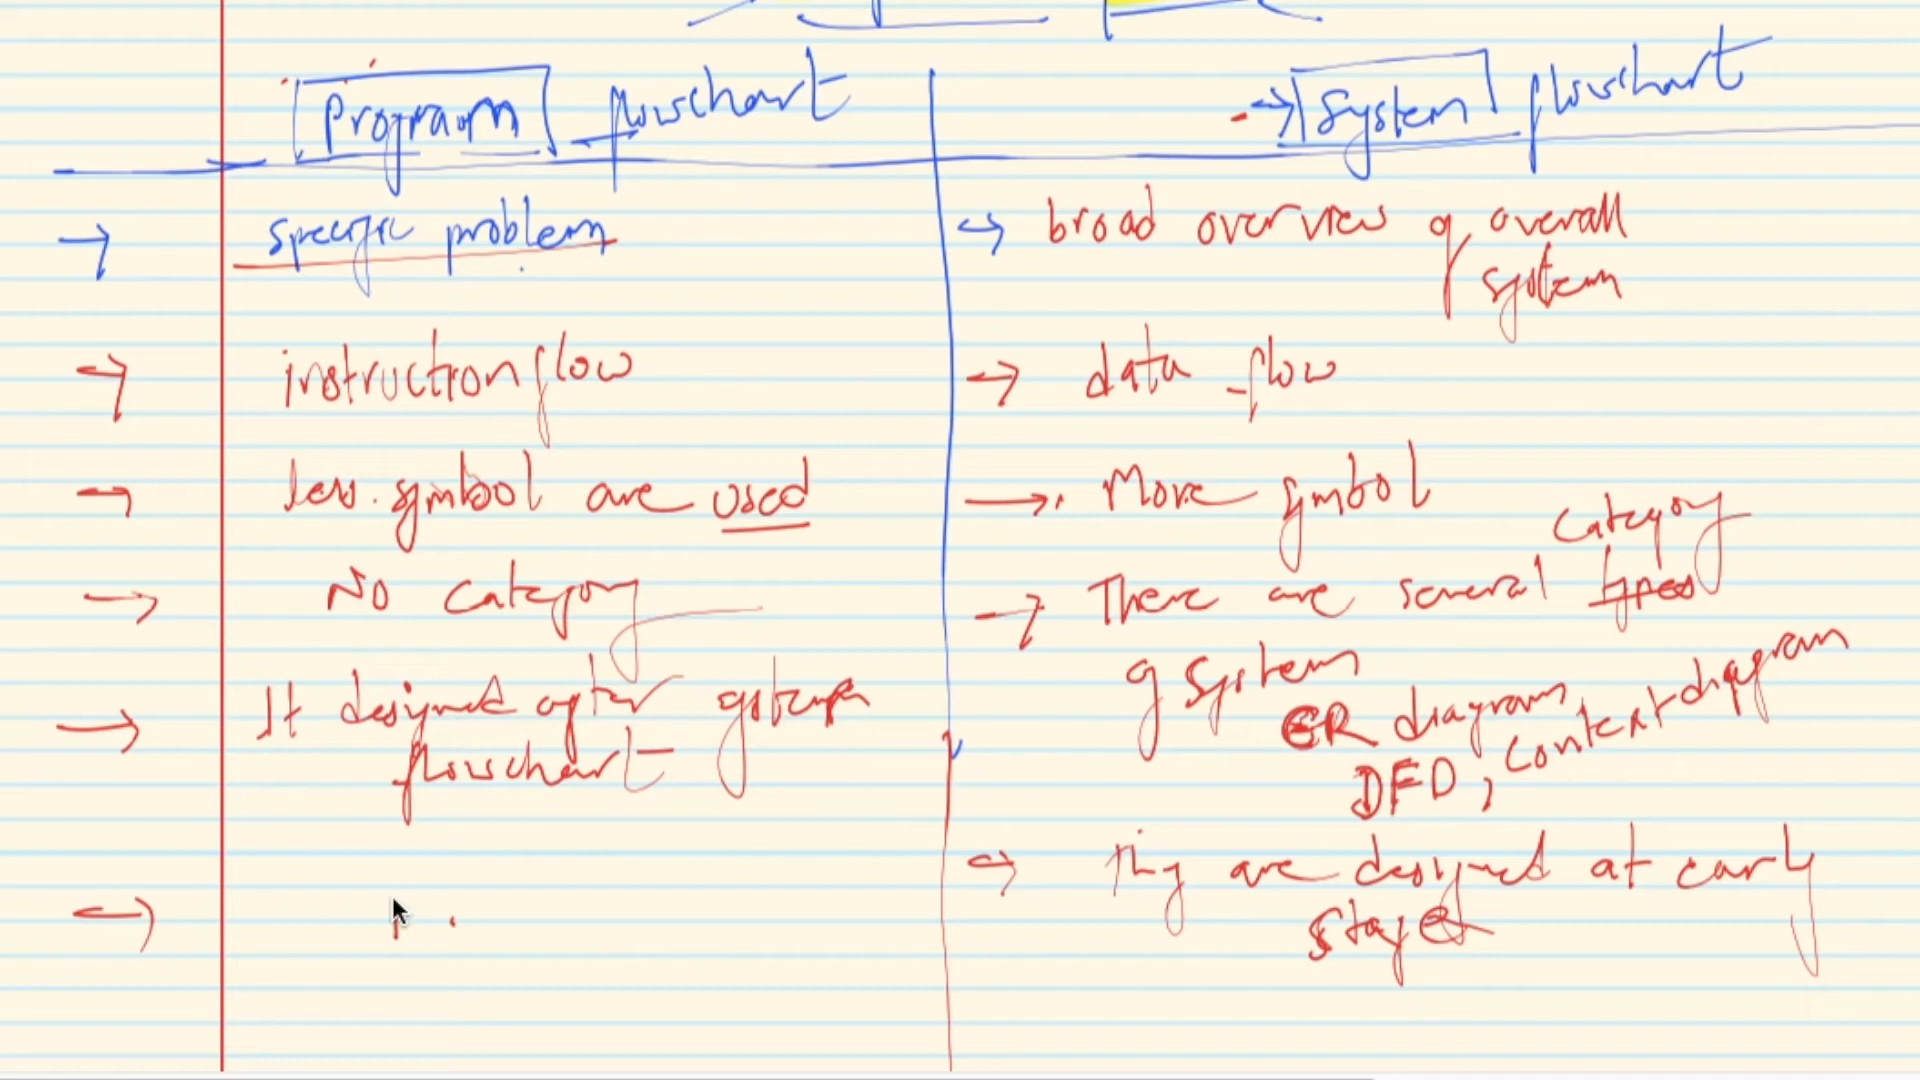 Program flowchart
→ System flowchart
→ specific problem
→ broad overview of overall
system
→ instruction flow
→ data flow
→ less symbol are used
→ More symbol
→ No category
category
→ There are several types
of System
ER diagram,
DFD, context diagram
→ It designed after system
flowchart
→ They are designed at early
stage
→